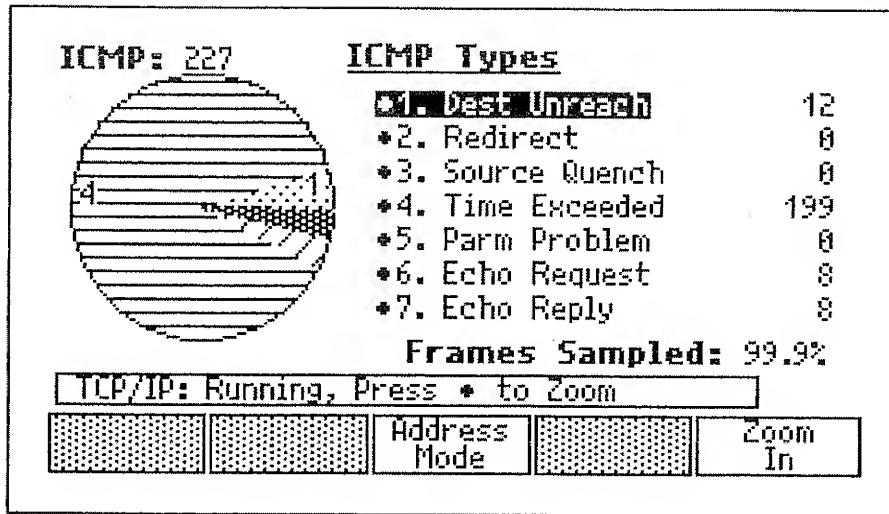 ICMP: 227
ICMP Types
•1. Dest Unreach 12
•2. Redirect 0
•3. Source Quench 0
•4. Time Exceeded 199
•5. Parm Problem 0
•6. Echo Request 8
•7. Echo Reply 8
4
1
Frames Sampled: 99.9%
TCP/IP: Running, Press • to Zoom
Address
Mode
Zoom
In